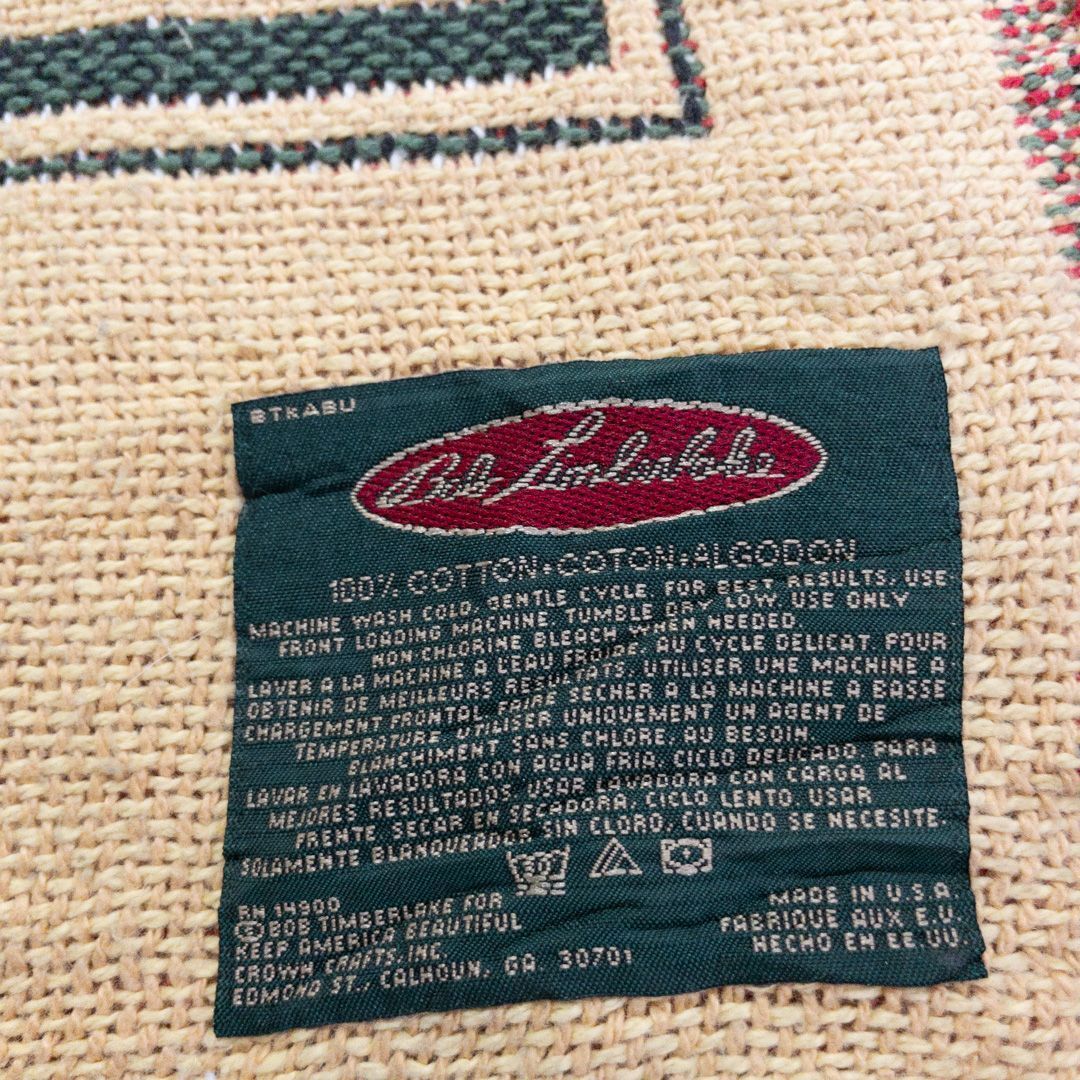 BTKABU
Bob Timberlake
100% COTTON•COTON•ALGODON
MACHINE WASH COLD, GENTLE CYCLE FOR BEST RESULTS, USE
FRONT LOADING MACHINE TUMBLE DRY LOW, USE ONLY
NON CHLORINE BLEACH WHEN NEEDED
LAVER A LA MACHINE A L'EAU FROIDE, AU CYCLE DELICAT POUR
OBTENIR DE MEILLEURS RESULTATS, UTILISER UNE MACHINE A
CHARGEMENT FRONTAL, FAIRE SECHER A LA MACHINE A BASSE
TEMPERATURE UTILISER UNIQUEMENT UN AGENT DE
BLANCHMENT SANS CHLORE, AU BESOIN
LAVAR EN LAVADORA CON AGUA FRIA, CICLO DELICADO PARA
MEJORES RESULTADOS, USAR LAVADORA CON CARGA AL
FRENTE, SECAR EN SECADORA, CICLO LENTO, USAR
SOLAMENTE BLANQUEADOR SIN CLORO, CUANDO SE NECESITE.
RN 14900
©BOB TIMBERLAKE FOR
KEEP AMERICA BEAUTIFUL
CROWN CRAFTS, INC.
EDMOND ST., CALHOUN, GA. 30701
MADE IN U.S.A.
FABRIQUE AUX E.U.
HECHO EN EE.UU.